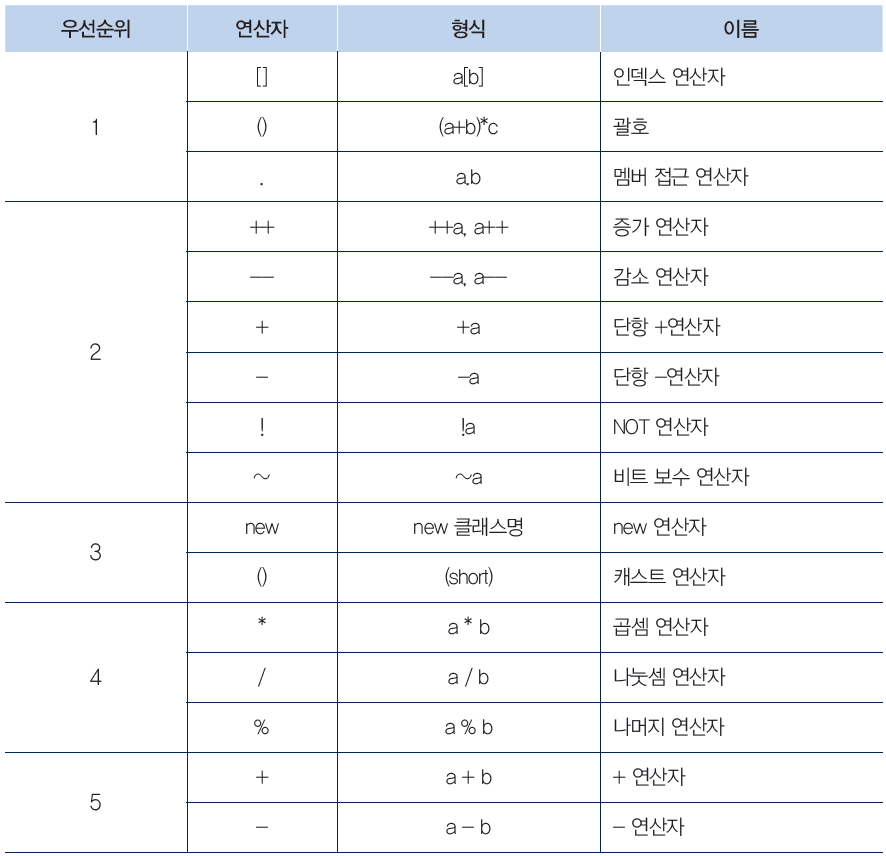 우선순위 연산자 형식 이름
1
[] a[b] 인덱스 연산자
() (a+b)*c 괄호
. a.b 멤버 접근 연산자
2
++ ++a, a++ 증가 연산자
-- --a, a-- 감소 연산자
+ +a 단항 +연산자
- -a 단항 -연산자
! !a NOT 연산자
~ ~a 비트 보수 연산자
3
new new 클래스명 new 연산자
() (short) 캐스트 연산자
4
* a * b 곱셈 연산자
/ a / b 나눗셈 연산자
% a % b 나머지 연산자
5
+ a + b + 연산자
- a - b - 연산자